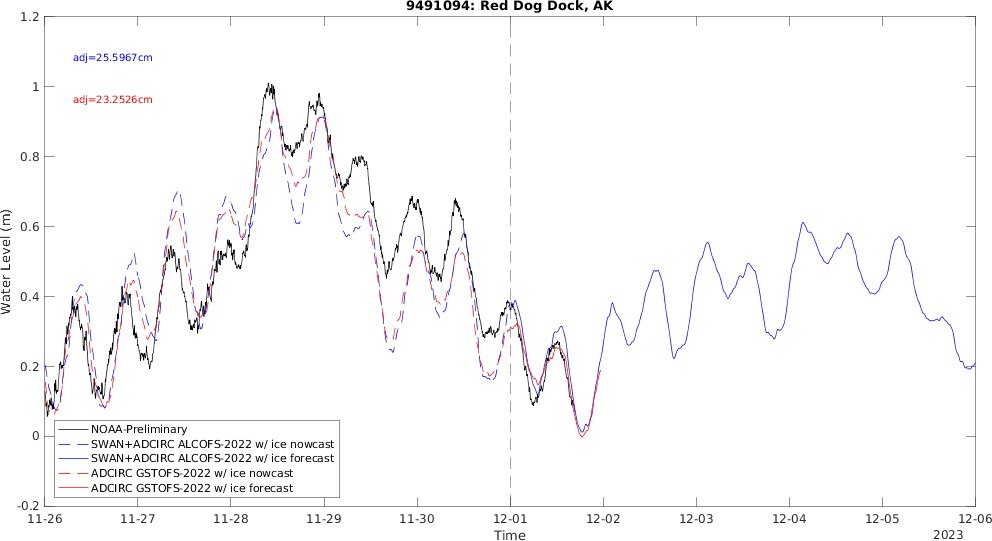 9491094: Red Dog Dock, AK
adj=25.5967cm
adj=23.2526cm
Water Level (m)
1.2
1
0.8
0.6
0.4
0.2
0
-0.2
NOAA-Preliminary
SWAN+ADCIRC ALCOFS-2022 w/ ice nowcast
SWAN+ADCIRC ALCOFS-2022 w/ ice forecast
ADCIRC GSTOFS-2022 w/ ice nowcast
ADCIRC GSTOFS-2022 w/ ice forecast
11-26 11-27 11-28 11-29 11-30 12-01 12-02 12-03 12-04 12-05 12-06
Time
2023